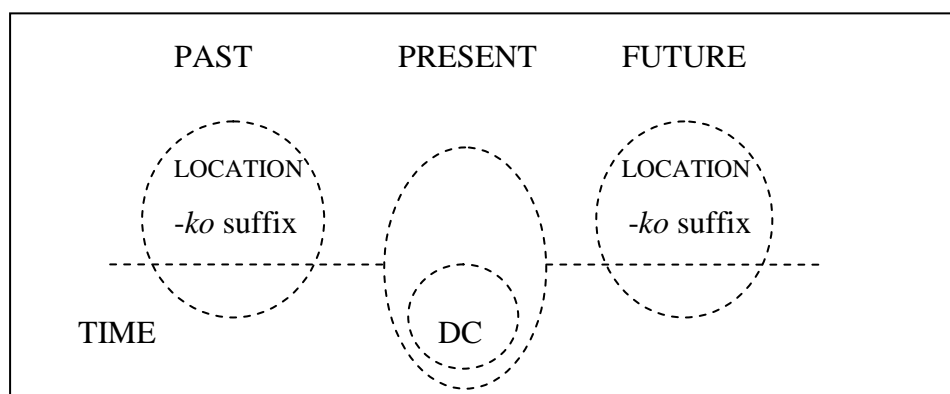 PAST PRESENT FUTURE
LOCATION LOCATION
-ko suffix -ko suffix
TIME DC